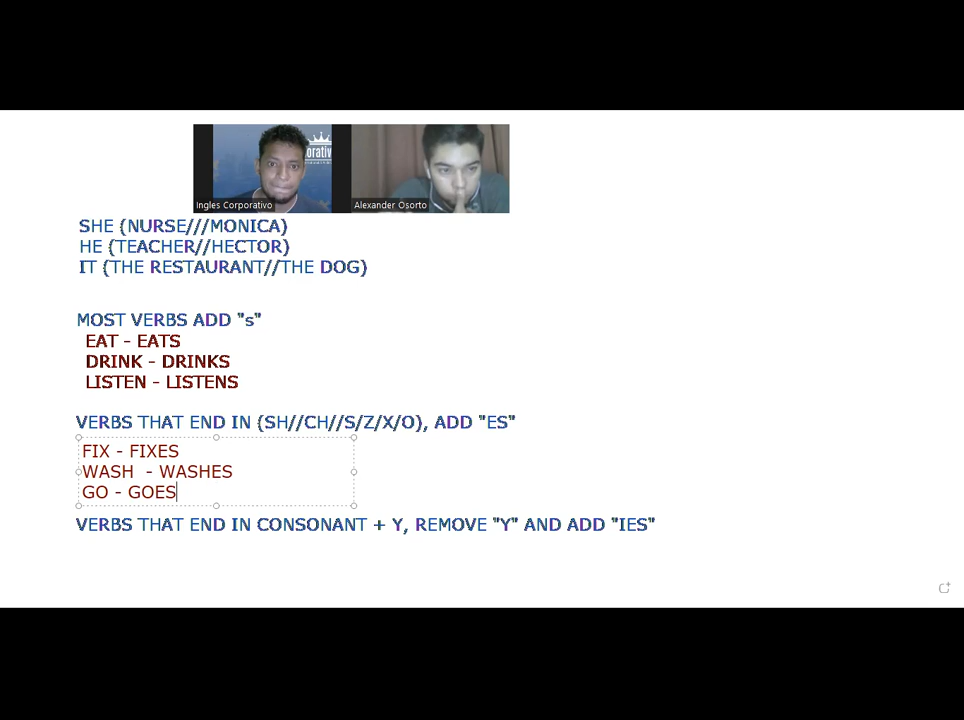 orativ
Ingles Corporativo
Alexander Osorto
SHE (NURSE///MONICA)
HE (TEACHER//HECTOR)
IT (THE RESTAURANT//THE DOG)
MOST VERBS ADD "s"
EAT - EATS
DRINK - DRINKS
LISTEN - LISTENS
VERBS THAT END IN (SH//CH//S/Z/X/O), ADD "ES"
FIX - FIXES
WASH - WASHES
GO - GOES
VERBS THAT END IN CONSONANT + Y, REMOVE "Y" AND ADD "IES"